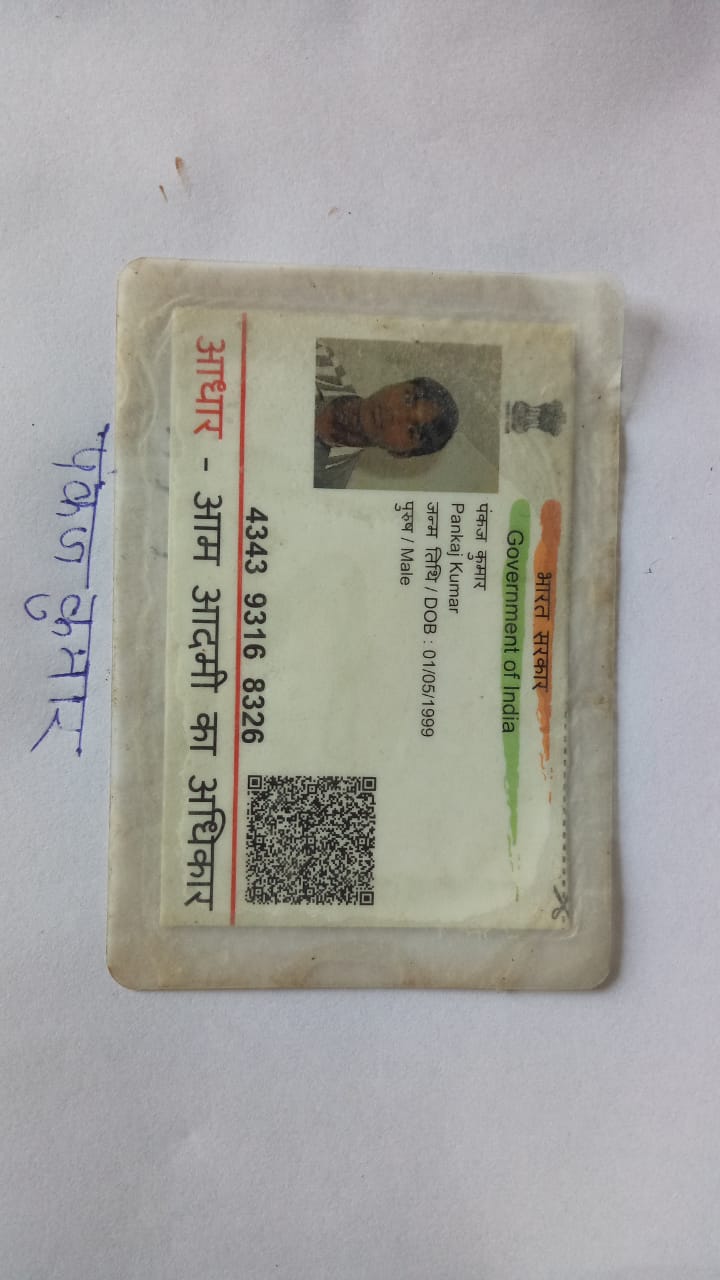 भारत सरकार
Government of India
पंकज कुमार
Pankaj Kumar
जन्म तिथि / DOB : 01/05/1999
पुरुष / Male
4343 9316 8326
आधार - आम आदमी का अधिकार
पंकज कुमार